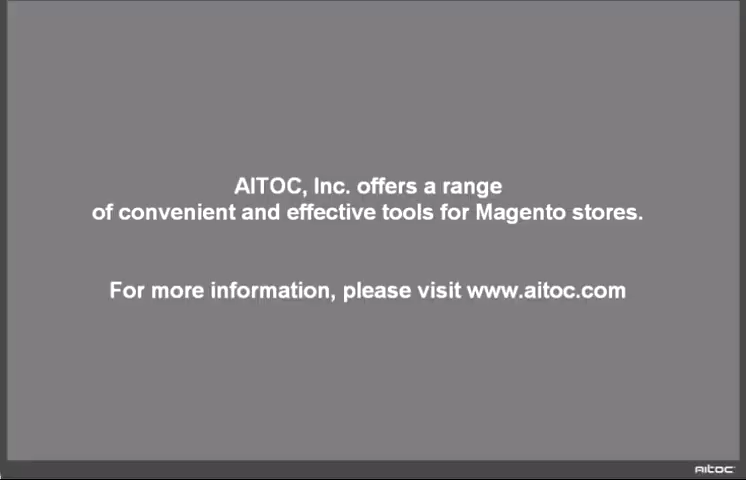 AITOC, Inc. offers a range
of convenient and effective tools for Magento stores.
For more information, please visit www.aitoc.com
AITOC